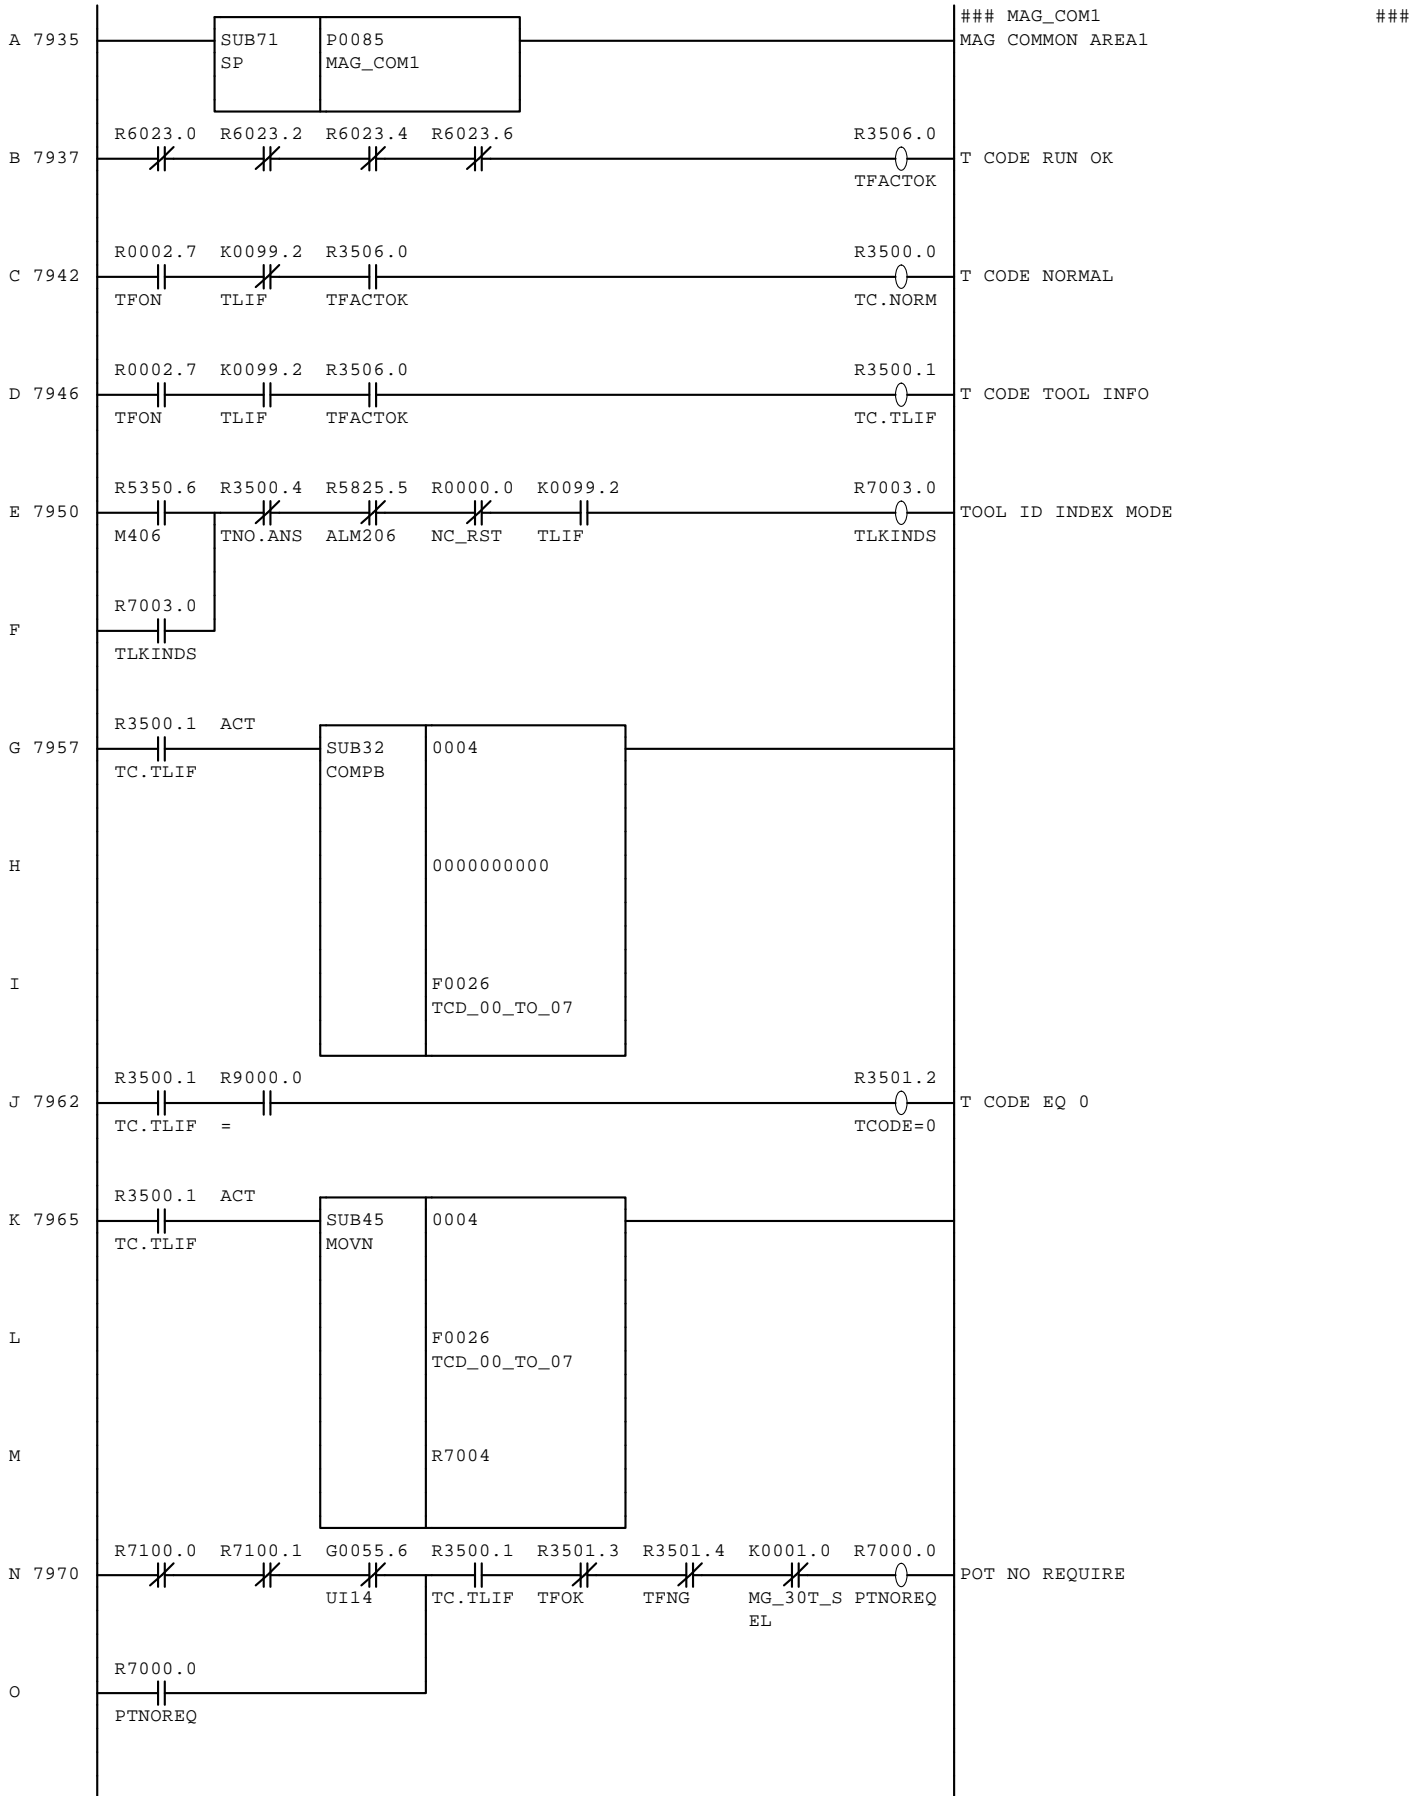 ### MAG_COM1 ###
A 7935 SUB71 P0085 MAG COMMON AREA1
SP MAG_COM1
R6023.0 R6023.2 R6023.4 R6023.6 R3506.0
B 7937 T CODE RUN OK
TFACTOK
R0002.7 K0099.2 R3506.0 R3500.0
C 7942 T CODE NORMAL
TFON TLIF TFACTOK TC.NORM
R0002.7 K0099.2 R3506.0 R3500.1
D 7946 T CODE TOOL INFO
TFON TLIF TFACTOK TC.TLIF
R5350.6 R3500.4 R5825.5 R0000.0 K0099.2 R7003.0
E 7950 TOOL ID INDEX MODE
M406 TNO.ANS ALM206 NC_RST TLIF TLKINDS
R7003.0
F
TLKINDS
R3500.1 ACT
G 7957 SUB32 0004
TC.TLIF COMPB
H 0000000000
I F0026
TCD_00_TO_07
R3500.1 R9000.0 R3501.2
J 7962 T CODE EQ 0
TC.TLIF = TCODE=0
R3500.1 ACT
K 7965 SUB45 0004
TC.TLIF MOVN
L F0026
TCD_00_TO_07
M R7004
R7100.0 R7100.1 G0055.6 R3500.1 R3501.3 R3501.4 K0001.0 R7000.0
N 7970 POT NO REQUIRE
UI14 TC.TLIF TFOK TFNG MG_30T_S PTNOREQ
EL
R7000.0
O
PTNOREQ